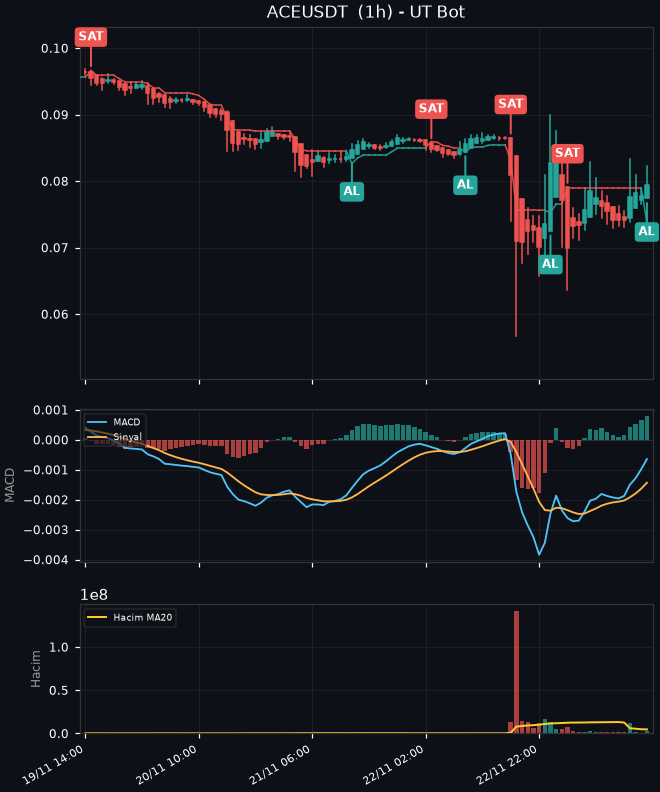 ACEUSDT (1h) - UT Bot
0.10
0.09
0.08
0.07
0.06
SAT
SAT
SAT
SAT
AL
AL
AL
AL
MACD
0.001
0.000
−0.001
−0.002
−0.003
−0.004
MACD
Sinyal
1e8
Hacim
1.0
0.5
0.0
Hacim MA20
19/11 14:00
20/11 10:00
21/11 06:00
22/11 02:00
22/11 22:00